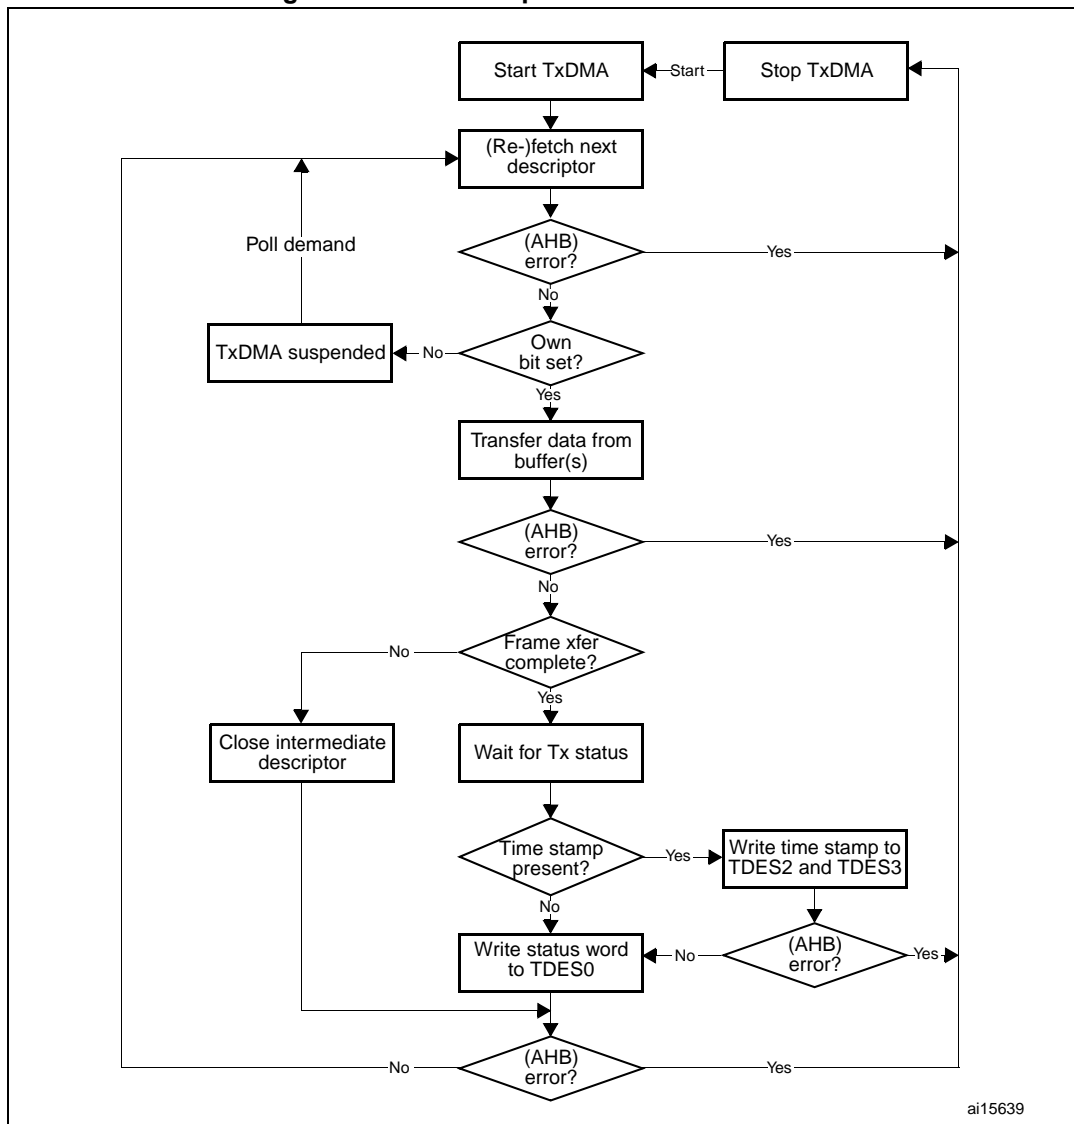 Start TxDMA
Start
Stop TxDMA
(Re-)fetch next
descriptor
Poll demand
(AHB)
error?
Yes
No
TxDMA suspended
No
Own
bit set?
Yes
Transfer data from
buffer(s)
(AHB)
error?
Yes
No
No
Frame xfer
complete?
Yes
Close intermediate
descriptor
Wait for Tx status
Time stamp
present?
Yes
Write time stamp to
TDES2 and TDES3
No
Write status word
to TDES0
No
(AHB)
error?
Yes
No
(AHB)
error?
Yes
ai15639